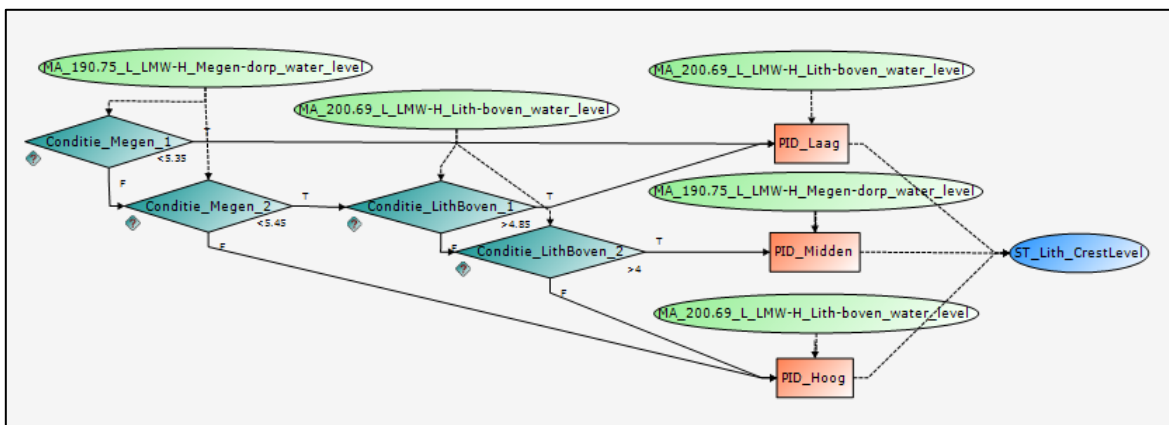 MA_190.75_L_LMW-H_Megen-dorp_water_level
MA_200.69_L_LMW-H_Lith-boven_water_level
MA_200.69_L_LMW-H_Lith-boven_water_level
Conditie_Megen_1
T
<5.35
PID_Laag
F
Conditie_Megen_2
T
<5.45
Conditie_LithBoven_1
T
>4.85
MA_190.75_L_LMW-H_Megen-dorp_water_level
F
F
Conditie_LithBoven_2
T
>4
PID_Midden
ST_Lith_CrestLevel
F
MA_200.69_L_LMW-H_Lith-boven_water_level
PID_Hoog
?
?
?
?